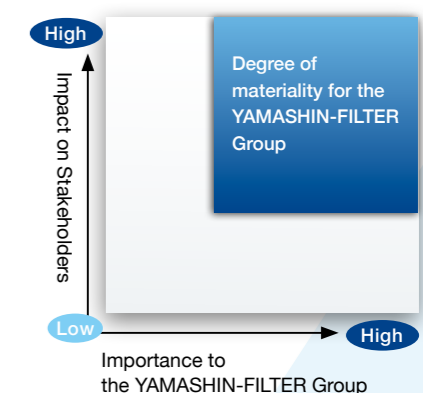 High
Impact on Stakeholders
Degree of
materiality for the
YAMASHIN-FILTER
Group
Low
High
Importance to
the YAMASHIN-FILTER Group